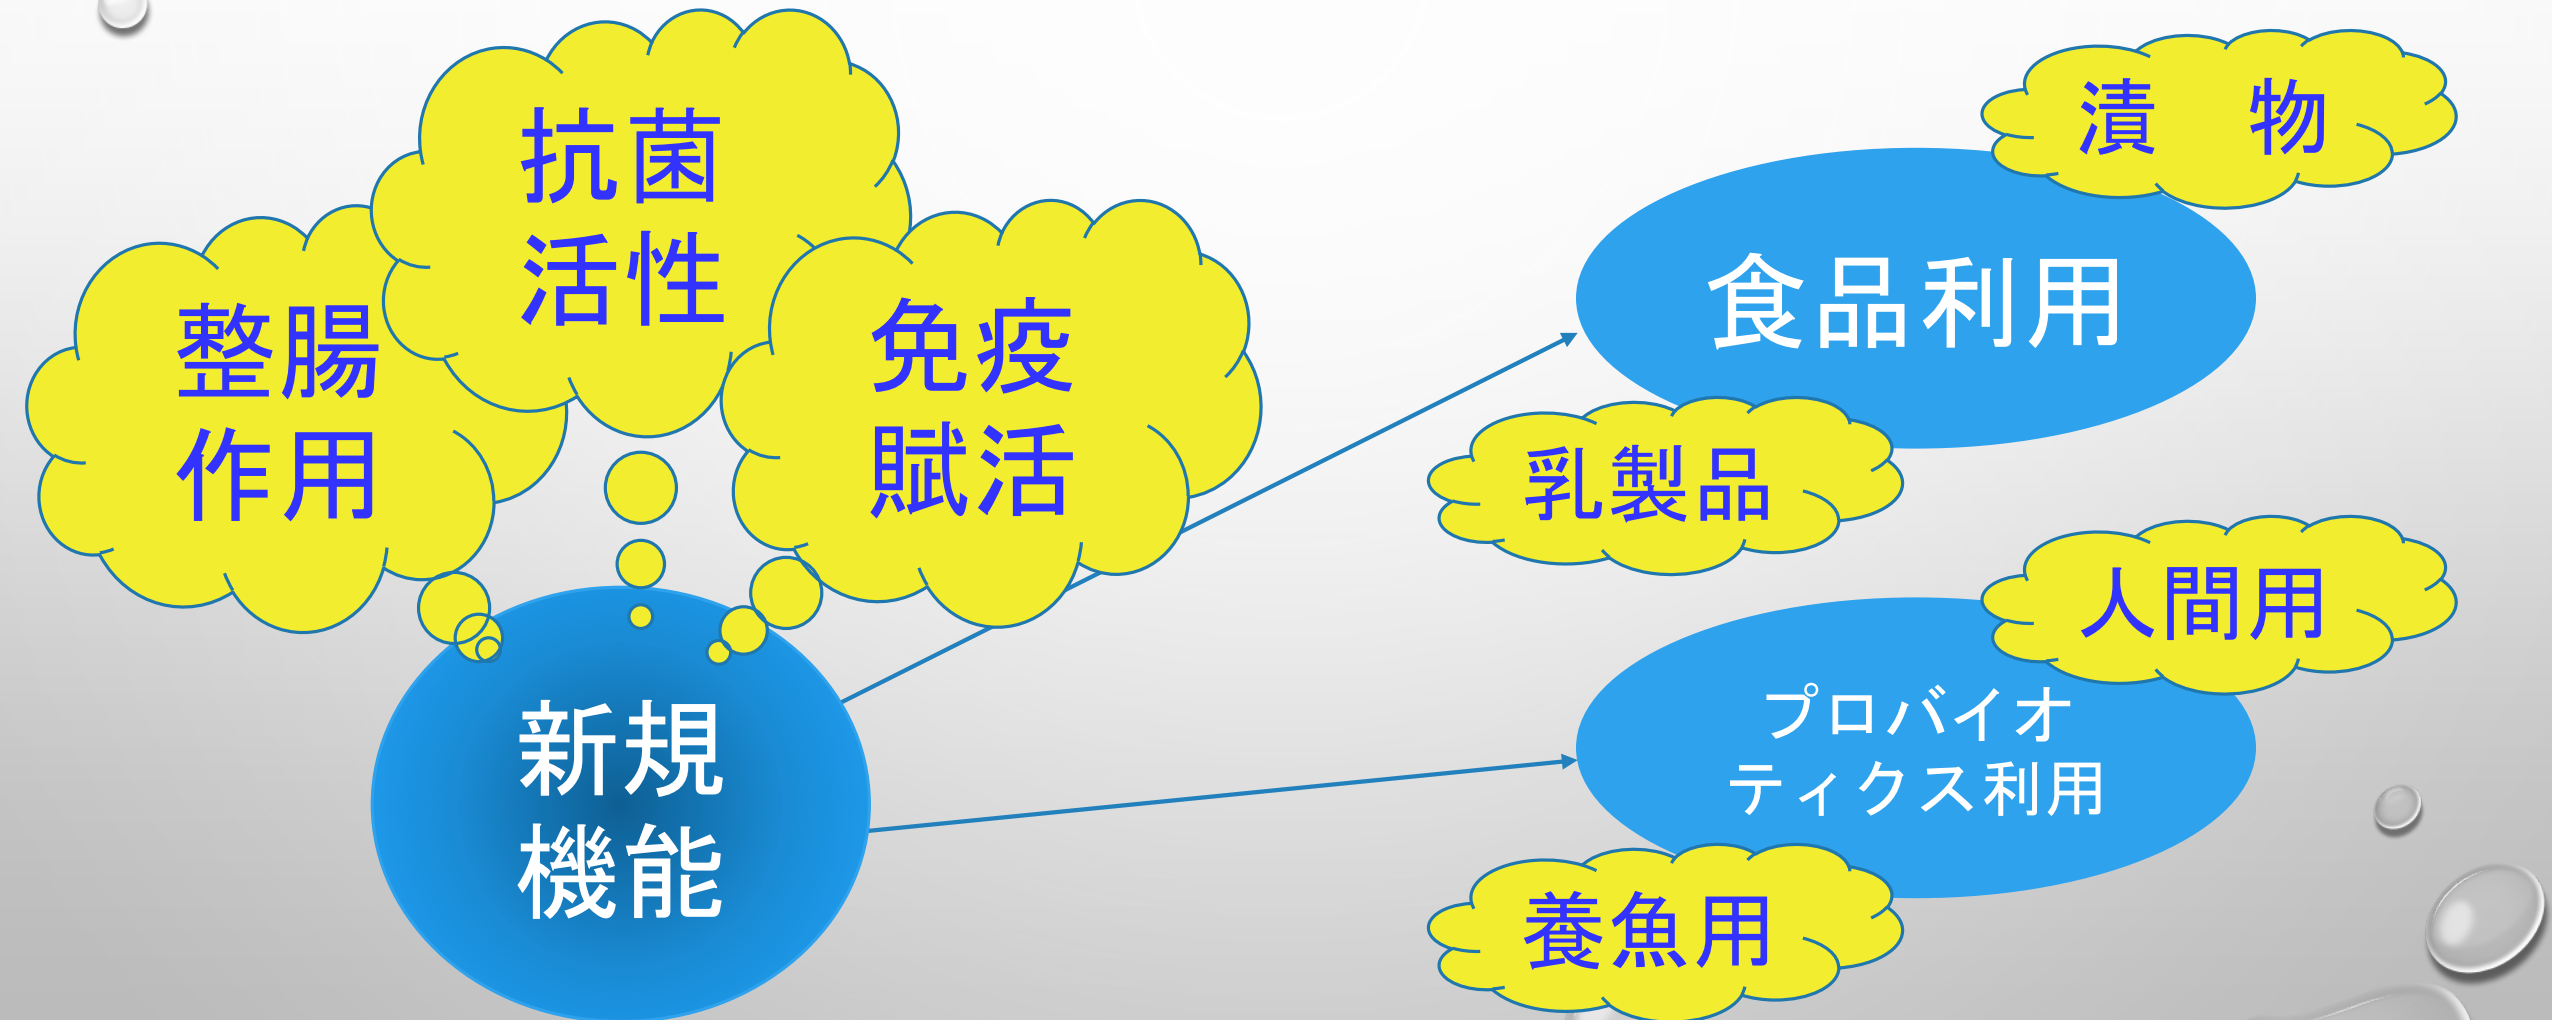 抗菌
活性
整腸
作用
免疫
賦活
新規
機能
漬　物
食品利用
乳製品
人間用
プロバイオ
ティクス利用
養魚用